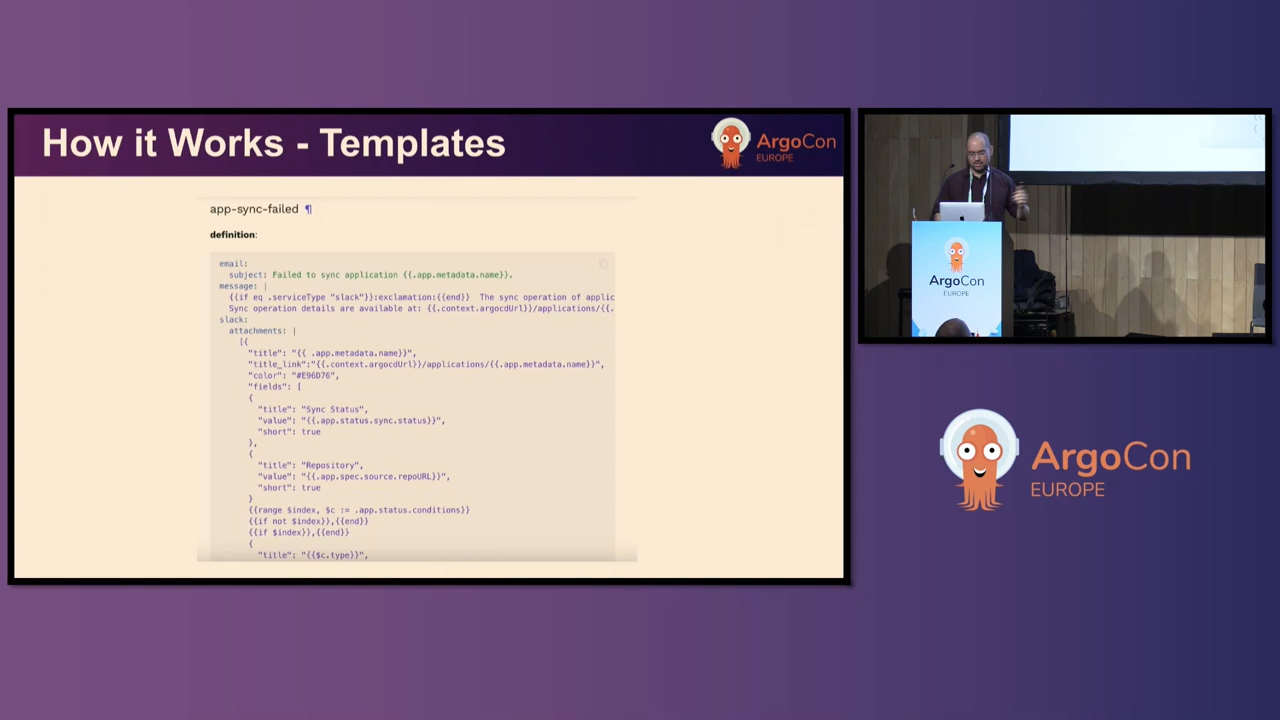 How it Works - Templates
ArgoCon
EUROPE
app-sync-failed ¶
definition:
email:
subject: Failed to sync application {{.app.metadata.name}}.
message: |
{{if eq .serviceType "slack"}}:exclamation:{{end}}  The sync operation of applic
Sync operation details are available at: {{.context.argocdUrl}}/applications/{{.
slack:
attachments: |
[{
"title": "{{ .app.metadata.name}}",
"title_link":"{{.context.argocdUrl}}/applications/{{.app.metadata.name}}",
"color": "#E96D76",
"fields": [
{
"title": "Sync Status",
"value": "{{.app.status.sync.status}}",
"short": true
},
{
"title": "Repository",
"value": "{{.app.spec.source.repoURL}}",
"short": true
}
{{range $index, $c := .app.status.conditions}}
{{if not $index}},{{end}}
{{if $index}},{{end}}
{
"title": "{{$c.type}}",
ArgoCon
EUROPE
ArgoCon
EUROPE